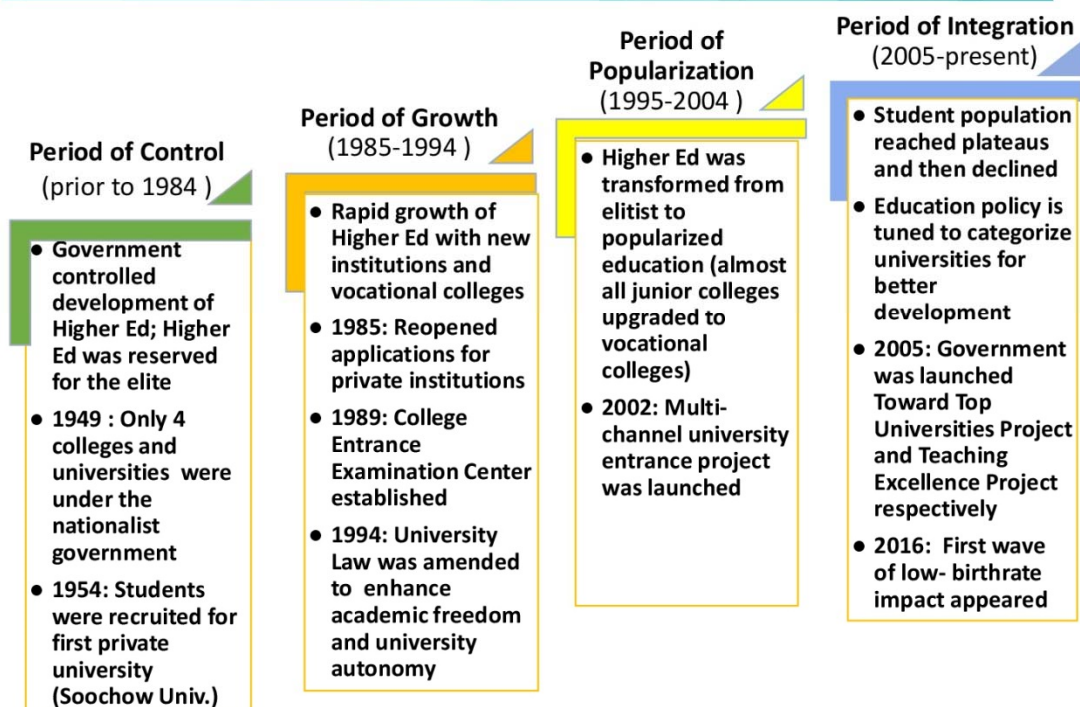 Period of Control
(prior to 1984 )
● Government
controlled
development of
Higher Ed; Higher
Ed was reserved
for the elite
● 1949 : Only 4
colleges and
universities were
under the
nationalist
government
● 1954: Students
were recruited for
first private
university
(Soochow Univ.)
Period of Growth
(1985-1994 )
● Rapid growth of
Higher Ed with new
institutions and
vocational colleges
● 1985: Reopened
applications for
private institutions
● 1989: College
Entrance
Examination Center
established
● 1994: University
Law was amended
to enhance
academic freedom
and university
autonomy
Period of
Popularization
(1995-2004 )
● Higher Ed was
transformed from
elitist to
popularized
education (almost
all junior colleges
upgraded to
vocational
colleges)
● 2002: Multi-
channel university
entrance project
was launched
Period of Integration
(2005-present)
● Student population
reached plateaus
and then declined
● Education policy is
tuned to categorize
universities for
better
development
● 2005: Government
was launched
Toward Top
Universities Project
and Teaching
Excellence Project
respectively
● 2016: First wave
of low- birthrate
impact appeared